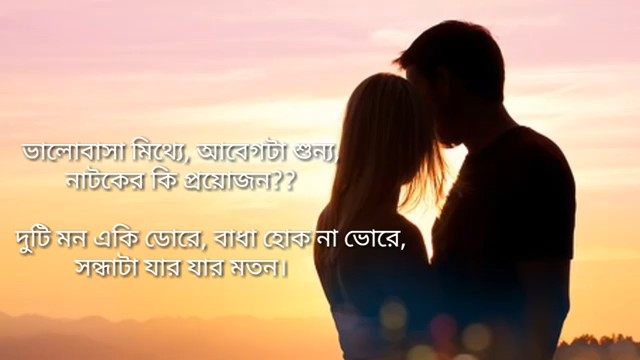 ভালোবাসা মিথ্যে, আবেগটা শুন্য,
নাটকের কি প্রয়োজন??
দুটি মন একি ডোরে, বাধা হোক না ভোরে,
সন্ধাটা যার যার মতন।